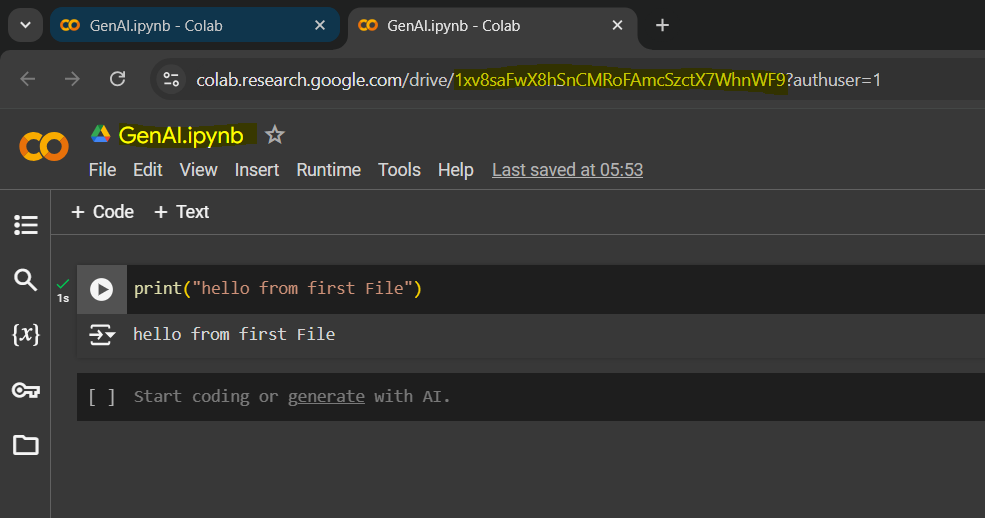 GenAI.ipynb - Colab
GenAI.ipynb - Colab
colab.research.google.com/drive/1xv8saFwX8hSnCMRoFAmcSzctX7WhnWF9?authuser=1
GenAI.ipynb
File Edit View Insert Runtime Tools Help Last saved at 05:53
+ Code + Text
print("hello from first File")
1s
hello from first File
[ ] Start coding or generate with AI.